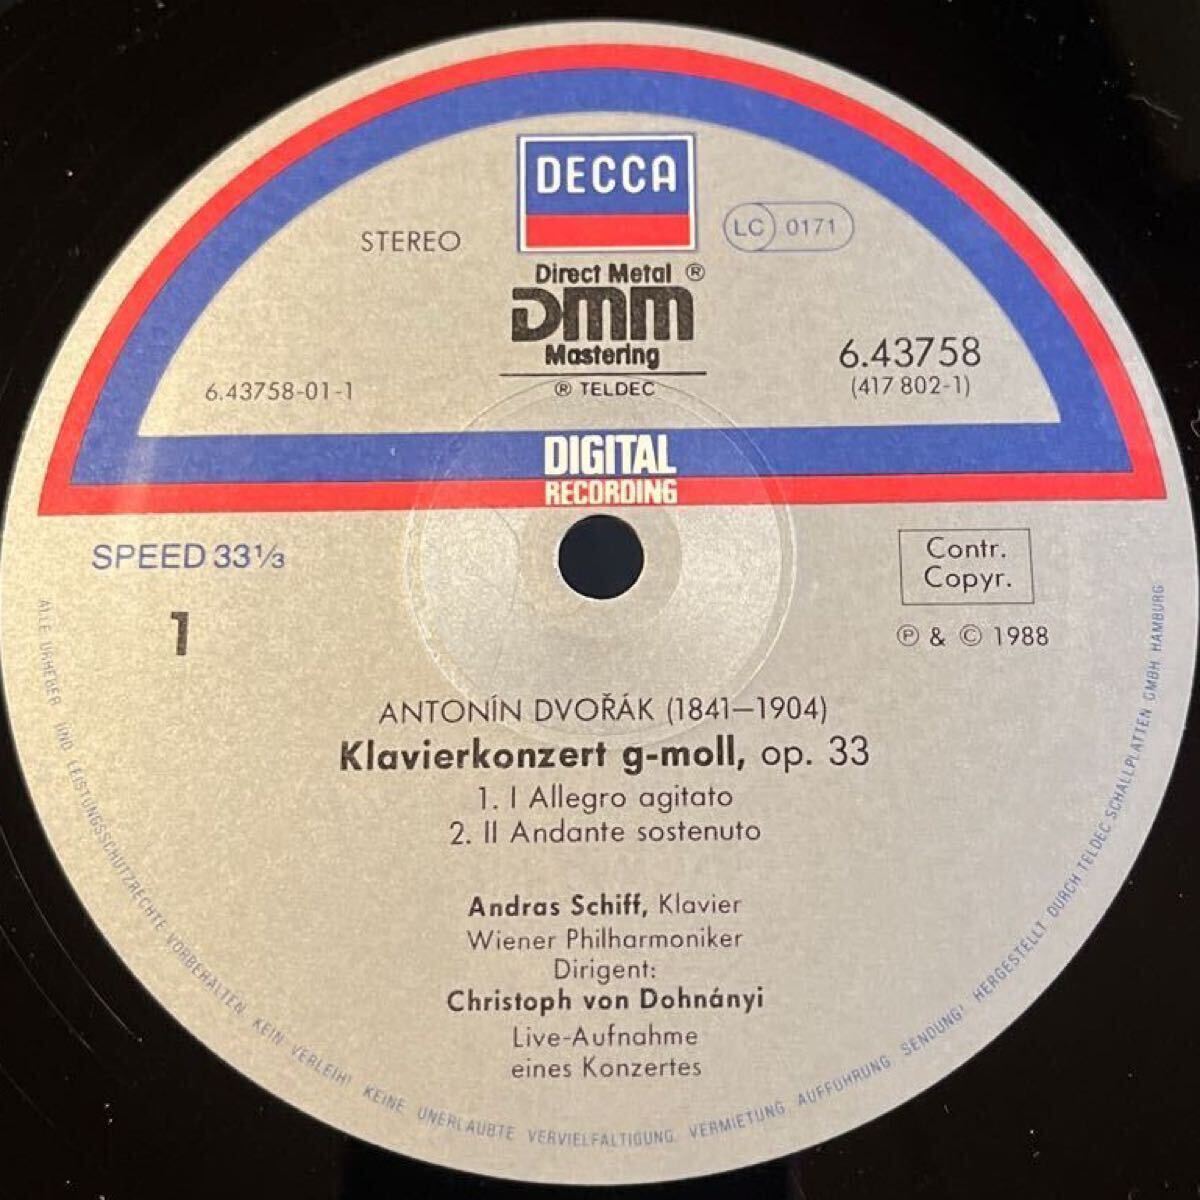 DECCA
STEREO
LC 0171
Direct Metal ®
DMM
Mastering
℗ TELDEC
6.43758
(417 802-1)
6.43758-01-1
DIGITAL
RECORDING
SPEED 33⅓
1
Contr.
Copyr.
℗ & © 1988
ANTONÍN DVOŘÁK (1841–1904)
Klavierkonzert g-moll, op. 33
1. I Allegro agitato
2. II Andante sostenuto
Andras Schiff, Klavier
Wiener Philharmoniker
Dirigent:
Christoph von Dohnányi
Live-Aufnahme
eines Konzertes
ALLE URHEBER UND LEISTUNGSSCHUTZRECHTE VORBEHALTEN KEIN VERLEIH! KEINE UNERLAUBTE VERVIELFÄLTIGUNG. VERMIETUNG. AUFFÜHRUNG. SENDUNG! HERGESTELLT DURCH TELDEC SCHALLPLATTEN GMBH HAMBURG